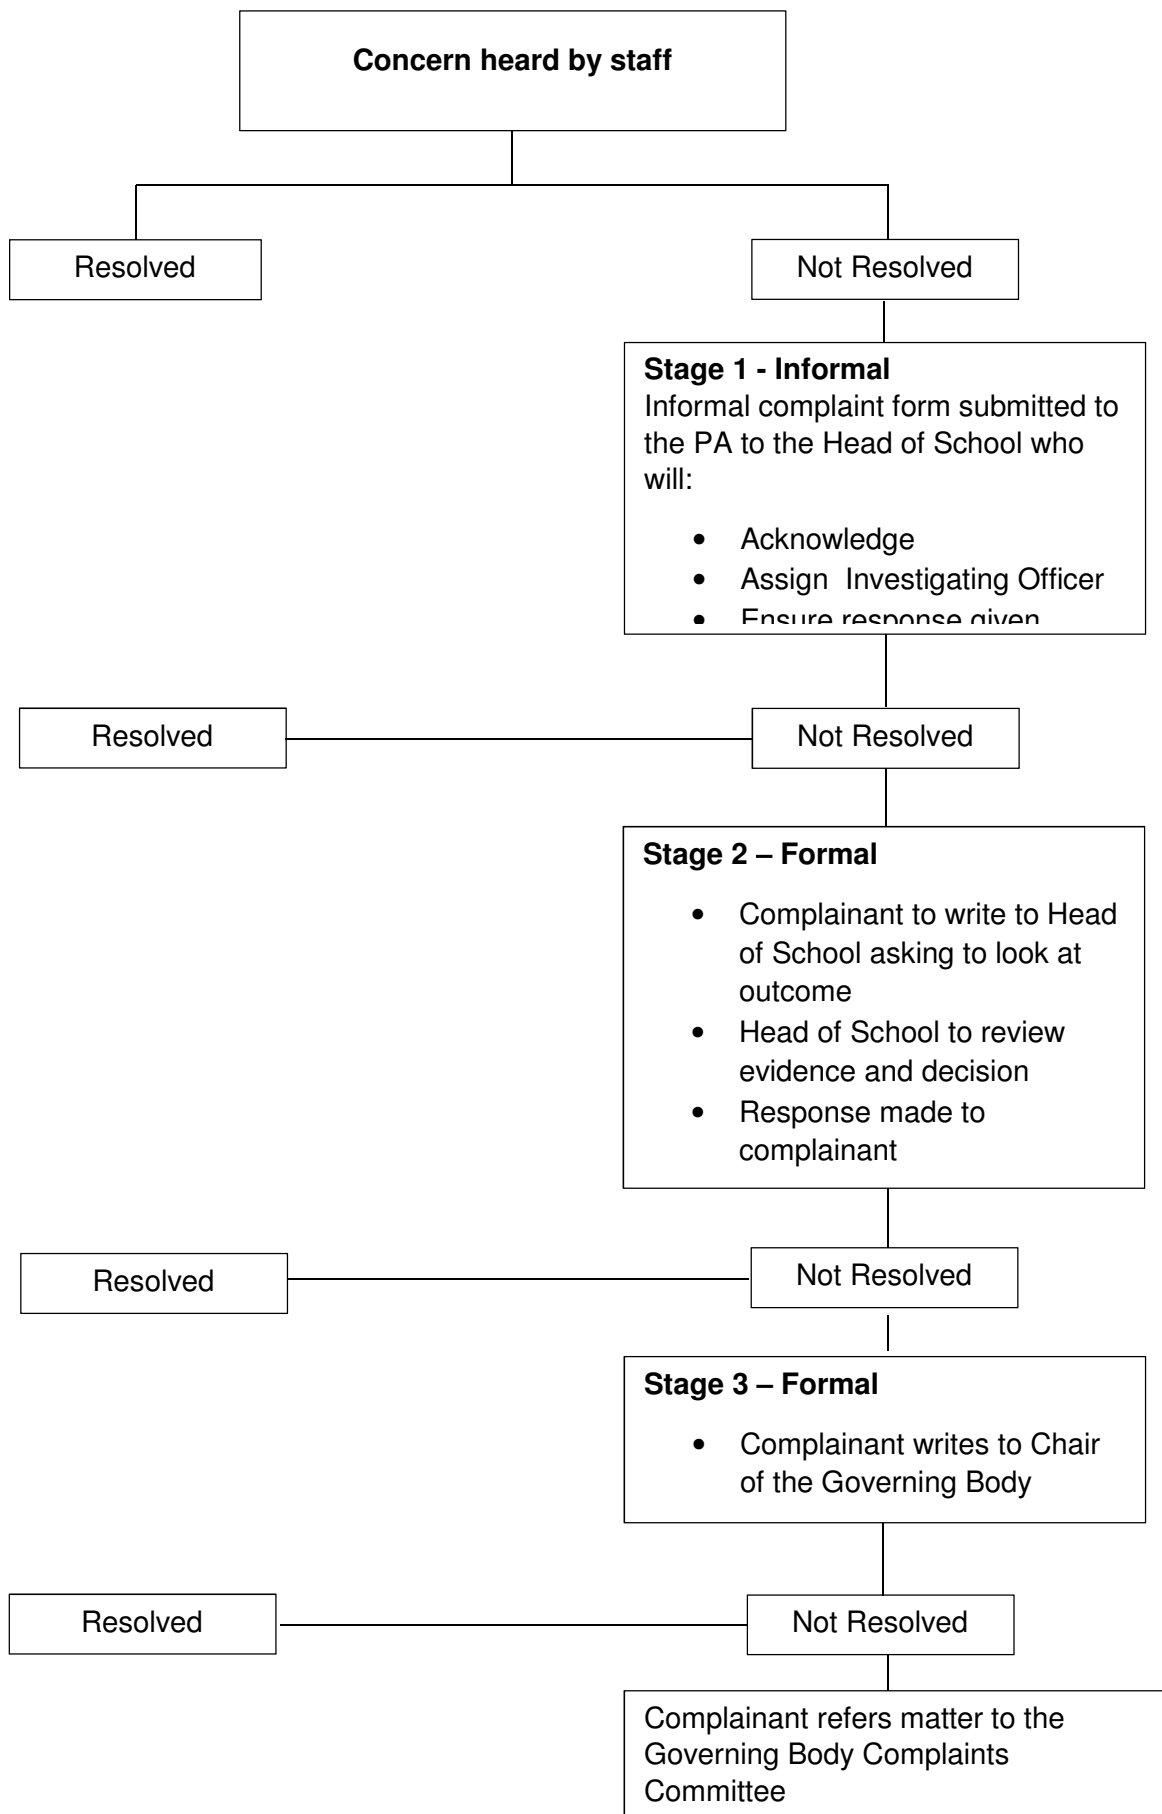 Concern heard by staff
Resolved
Not Resolved
Stage 1 - Informal
Informal complaint form submitted to
the PA to the Head of School who
will:
• Acknowledge
• Assign  Investigating Officer
• Ensure response given
Resolved
Not Resolved
Stage 2 – Formal
• Complainant to write to Head
of School asking to look at
outcome
• Head of School to review
evidence and decision
• Response made to
complainant
Resolved
Not Resolved
Stage 3 – Formal
• Complainant writes to Chair
of the Governing Body
Resolved
Not Resolved
Complainant refers matter to the
Governing Body Complaints
Committee